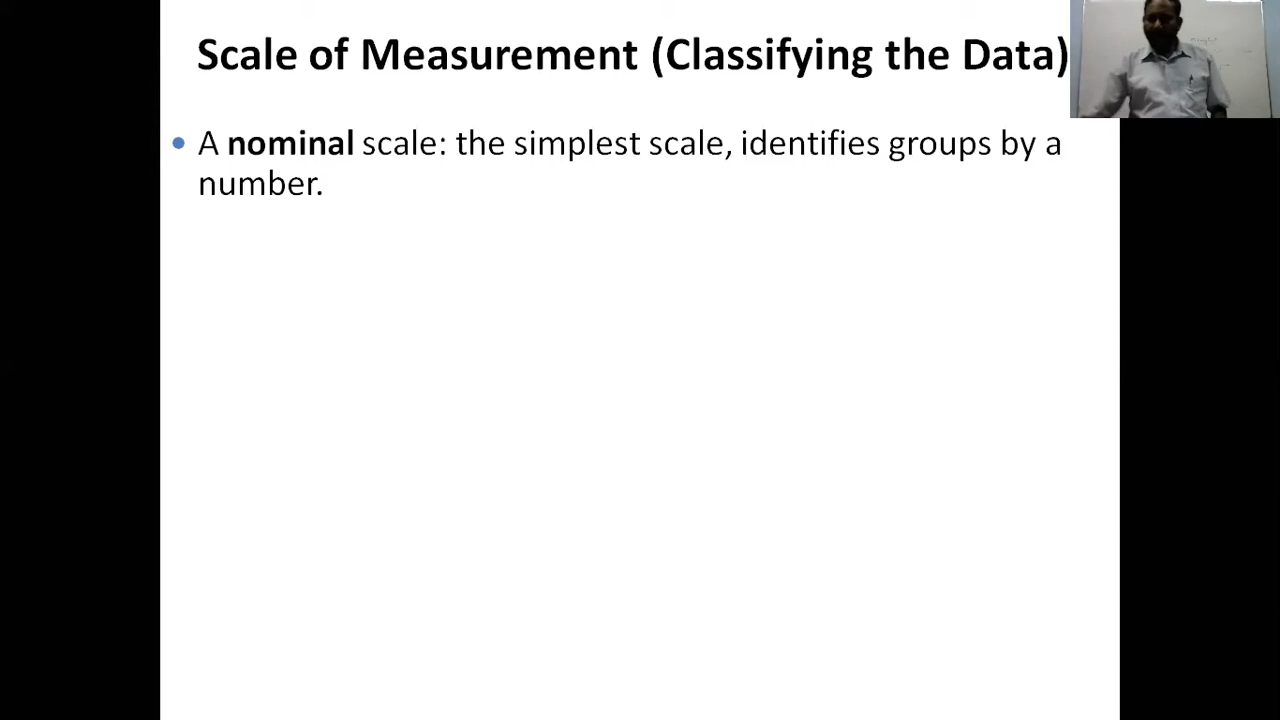 Scale of Measurement (Classifying the Data)
• A nominal scale: the simplest scale, identifies groups by a
number.